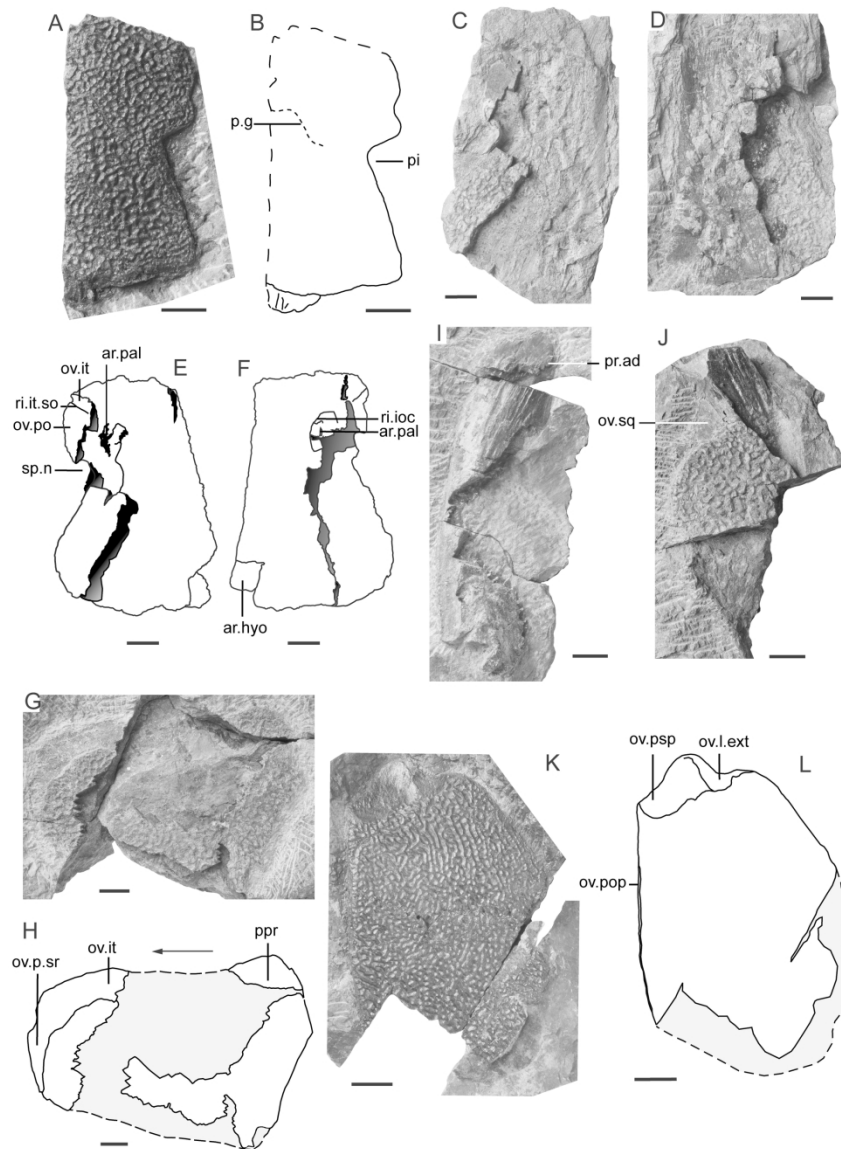 A
B
C
D
p.g
pi
ar.pal
ov.it
E
F
ri.it.so
ov.po
sp.n
ri.ioc
ar.pal
ar.hyo
I
pr.ad
J
ov.sq
G
K
ov.psp
ov.l.ext
L
ov.pop
H
ov.it
ov.p.sr
ppr